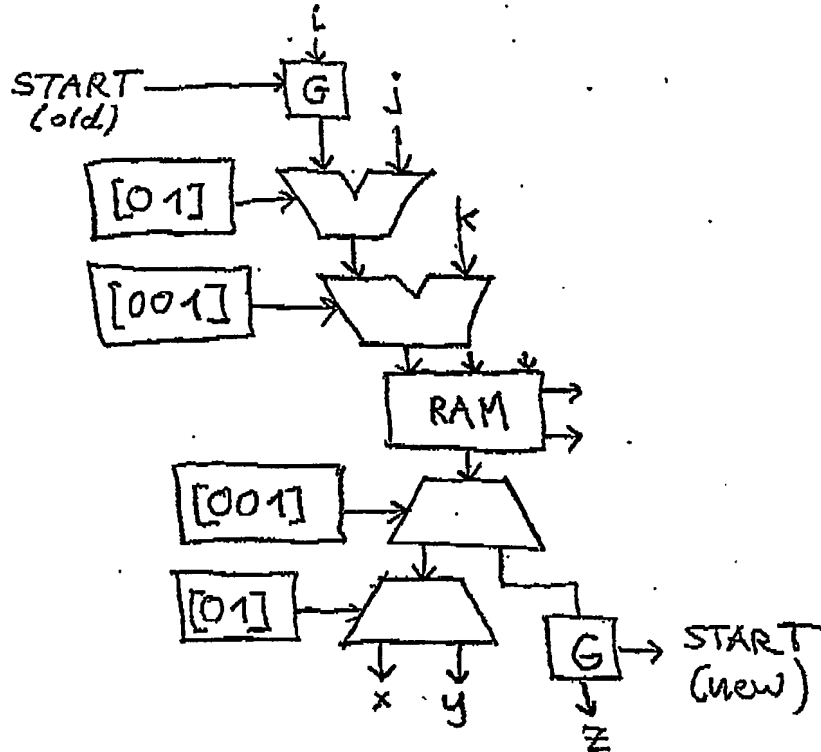 i
START
(old)
G
j
[01]
k
[001]
RAM
[001]
[01]
G
START
(new)
x
y
z